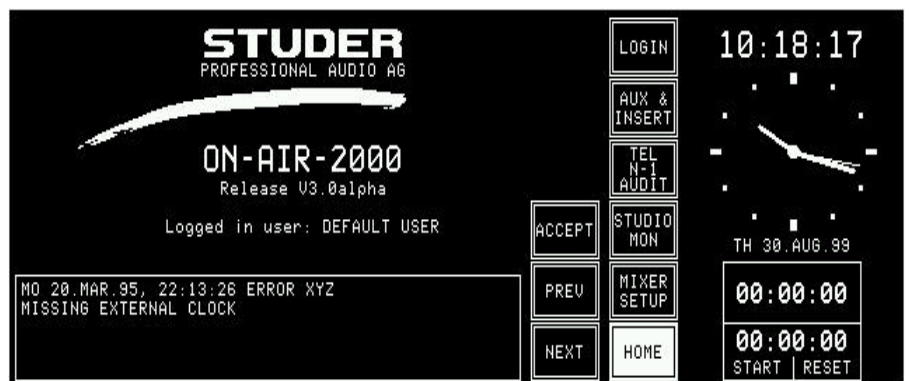 STUDER
PROFESSIONAL AUDIO AG
ON-AIR-2000
Release V3.0alpha
Logged in user: DEFAULT USER
MO 20.MAR.95, 22:13:26 ERROR XYZ
MISSING EXTERNAL CLOCK
ACCEPT
PREV
NEXT
LOGIN
AUX &
INSERT
TEL
N-1
AUDIT
STUDIO
MON
MIXER
SETUP
HOME
10:18:17
TH 30.AUG.99
00:00:00
00:00:00
START RESET